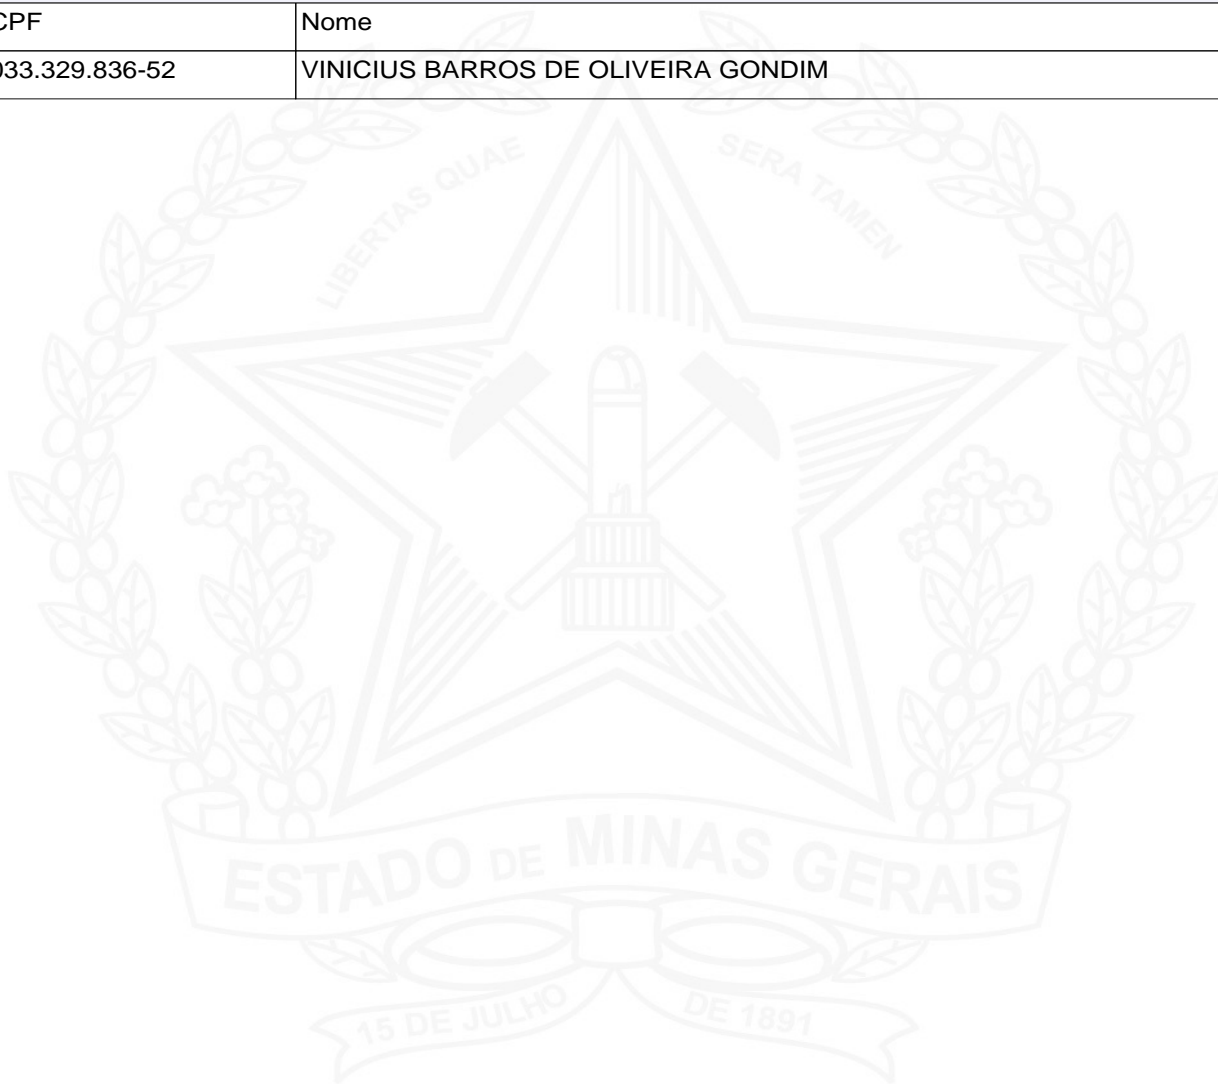 CPF Nome
033.329.836-52 VINICIUS BARROS DE OLIVEIRA GONDIM
LIBERTAS QUAE SERA TAMEN
ESTADO DE MINAS GERAIS
15 DE JULHO DE 1891